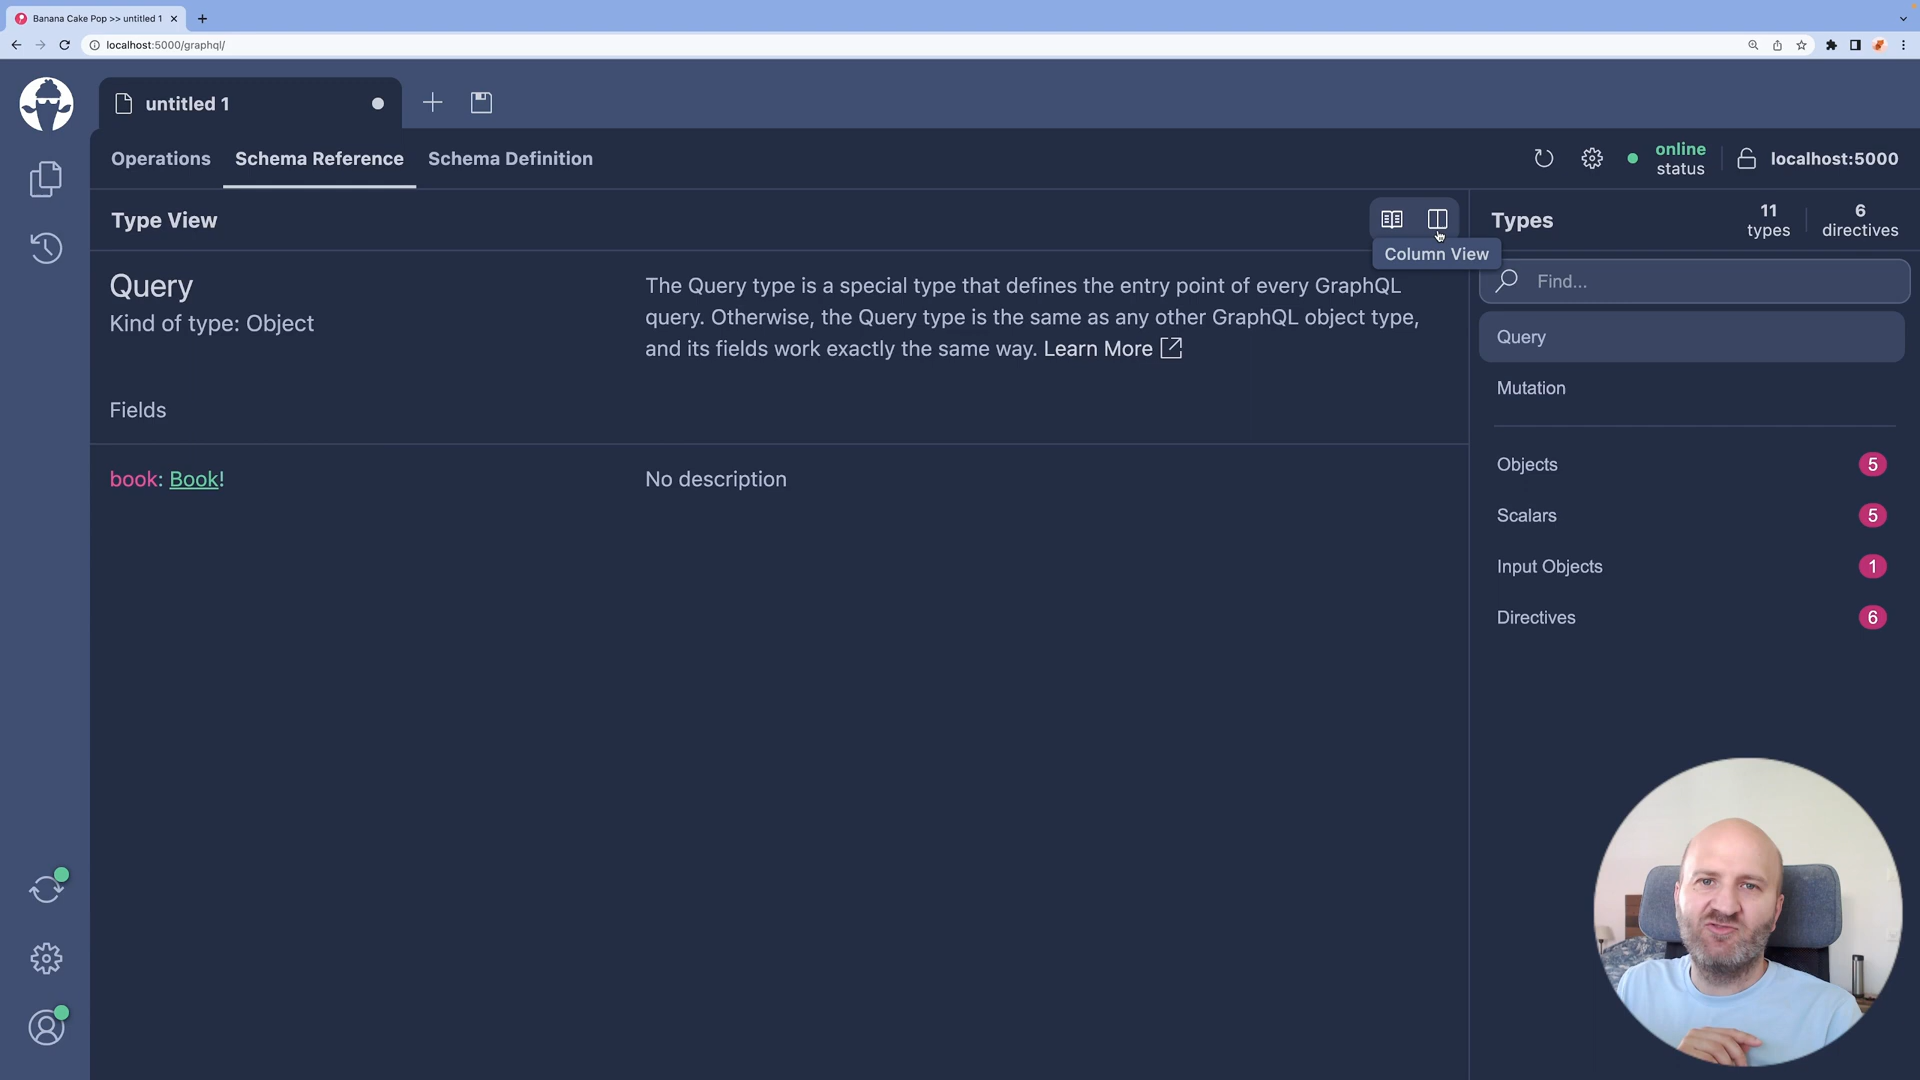 Banana Cake Pop >> untitled 1
localhost:5000/graphql/
untitled 1
Operations
Schema Reference
Schema Definition
online
status
localhost:5000
Type View
Column View
Types
11
types
6
directives
Find...
Query
Kind of type: Object
The Query type is a special type that defines the entry point of every GraphQL
query. Otherwise, the Query type is the same as any other GraphQL object type,
and its fields work exactly the same way. Learn More
Fields
book: Book!
No description
Query
Mutation
Objects
5
Scalars
5
Input Objects
1
Directives
6